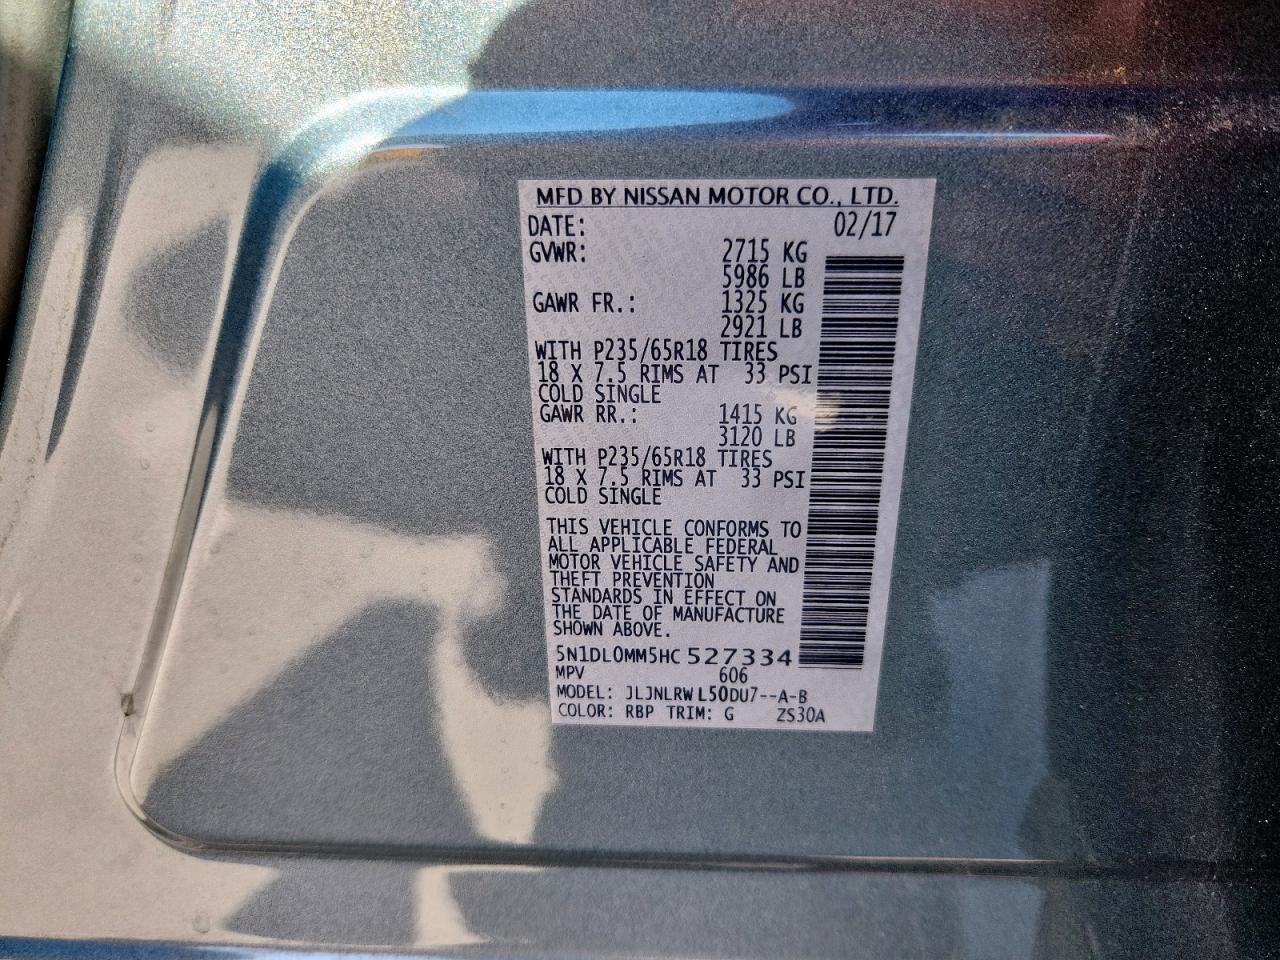 MFD BY NISSAN MOTOR CO., LTD.
DATE: 02/17
GVWR: 2715 KG
5986 LB
GAWR FR.: 1325 KG
2921 LB
WITH P235/65R18 TIRES
18 X 7.5 RIMS AT 33 PSI
COLD SINGLE
GAWR RR.: 1415 KG
3120 LB
WITH P235/65R18 TIRES
18 X 7.5 RIMS AT 33 PSI
COLD SINGLE
THIS VEHICLE CONFORMS TO
ALL APPLICABLE FEDERAL
MOTOR VEHICLE SAFETY AND
THEFT PREVENTION
STANDARDS IN EFFECT ON
THE DATE OF MANUFACTURE
SHOWN ABOVE.
5N1DL0MM5HC 527334
MPV 606
MODEL: JLJNLRW L50DU7--A-B
COLOR: RBP TRIM: G ZS30A